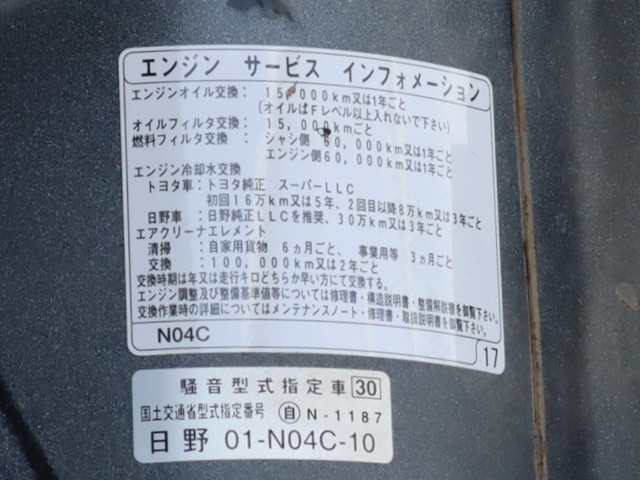 エンジン サービス インフォメーション
エンジンオイル交換： 15,000km又は1年ごと
(オイルはFレベル以上入れないで下さい)
オイルフィルタ交換： 15,000kmごと
燃料フィルタ交換： シャシ側 60,000km又は1年ごと
エンジン側60,000km又は1年ごと
エンジン冷却水交換
トヨタ車：トヨタ純正 スーパーLLC
初回16万km又は5年、2回目以降8万km又は3年ごと
日野車：日野純正LLCを推奨、30万km又は3年ごと
エアクリーナエレメント
清掃 ：自家用貨物 6ヵ月ごと、 事業用等 3ヵ月ごと
交換 ：100,000km又は2年ごと
交換時期は年又は走行キロどちらか早い方にて交換する。
エンジン調整及び整備基準値等については修理書・構造説明書・整備解説書を御覧下さい。
交換作業時の詳細についてはメンテナンスノート・修理書・取扱説明書を御覧下さい。
N04C
17
騒音型式指定車 30
国土交通省型式指定番号 自 N-1187
日野 01-N04C-10